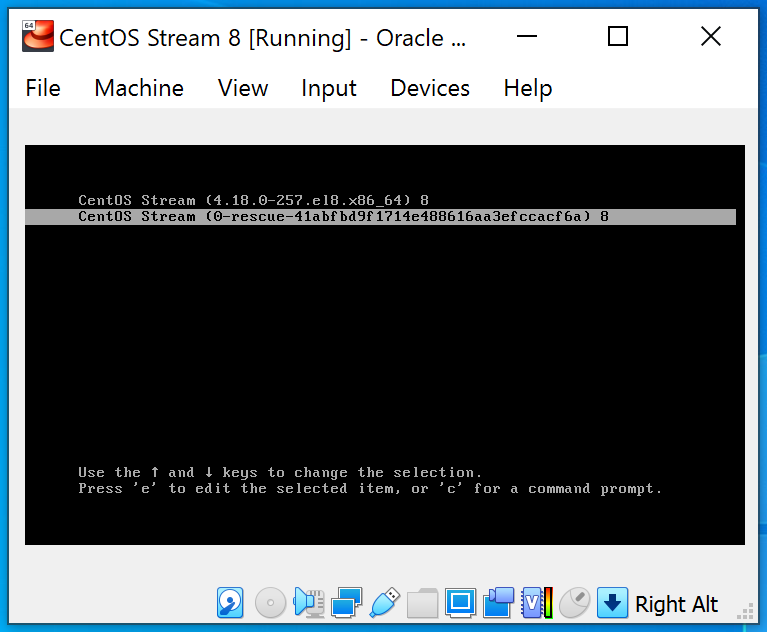 64
CentOS Stream 8 [Running] - Oracle ...
File Machine View Input Devices Help
CentOS Stream (4.18.0-257.el8.x86_64) 8
CentOS Stream (0-rescue-41abfbd9f1714e488616aa3efccacf6a) 8
Use the ↑ and ↓ keys to change the selection.
Press 'e' to edit the selected item, or 'c' for a command prompt.
V
Right Alt